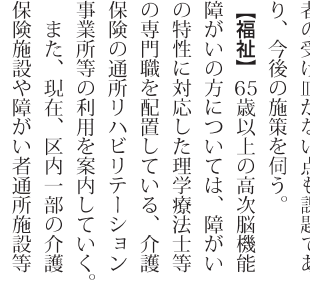 者の受け皿がない点も課題であ
り、今後の施策を伺う。
【福祉】 65歳以上の高次脳機能
障がいの方については、障がい
の特性に対応した理学療法士等
の専門職を配置している、介護
保険の通所リハビリテーション
事業所等の利用を案内していく。
また、現在、区内一部の介護
保険施設や障がい者通所施設等